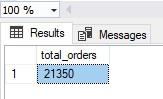 100 %
Results Messages
total_orders
1 21350